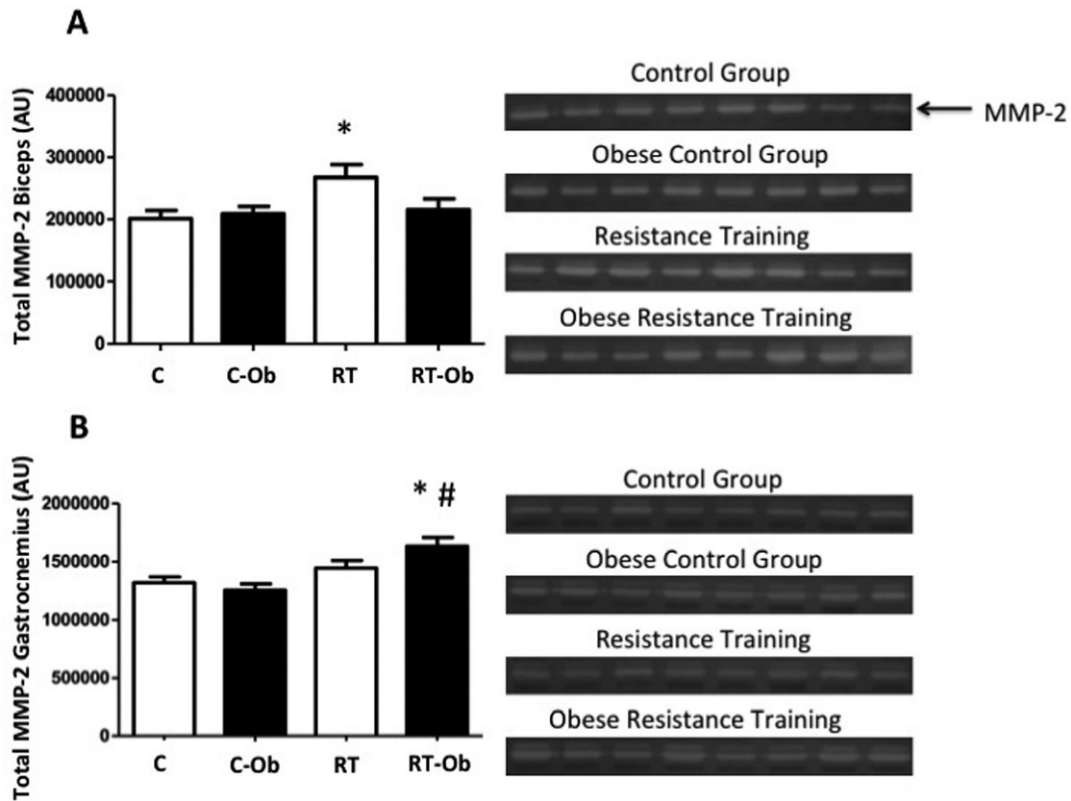 A
Total MMP-2 Biceps (AU)
400000
300000
200000
100000
0
*
C C-Ob RT RT-Ob
Control Group
MMP-2
Obese Control Group
Resistance Training
Obese Resistance Training
B
Total MMP-2 Gastrocnemius (AU)
2000000
1500000
1000000
500000
0
* #
C C-Ob RT RT-Ob
Control Group
Obese Control Group
Resistance Training
Obese Resistance Training